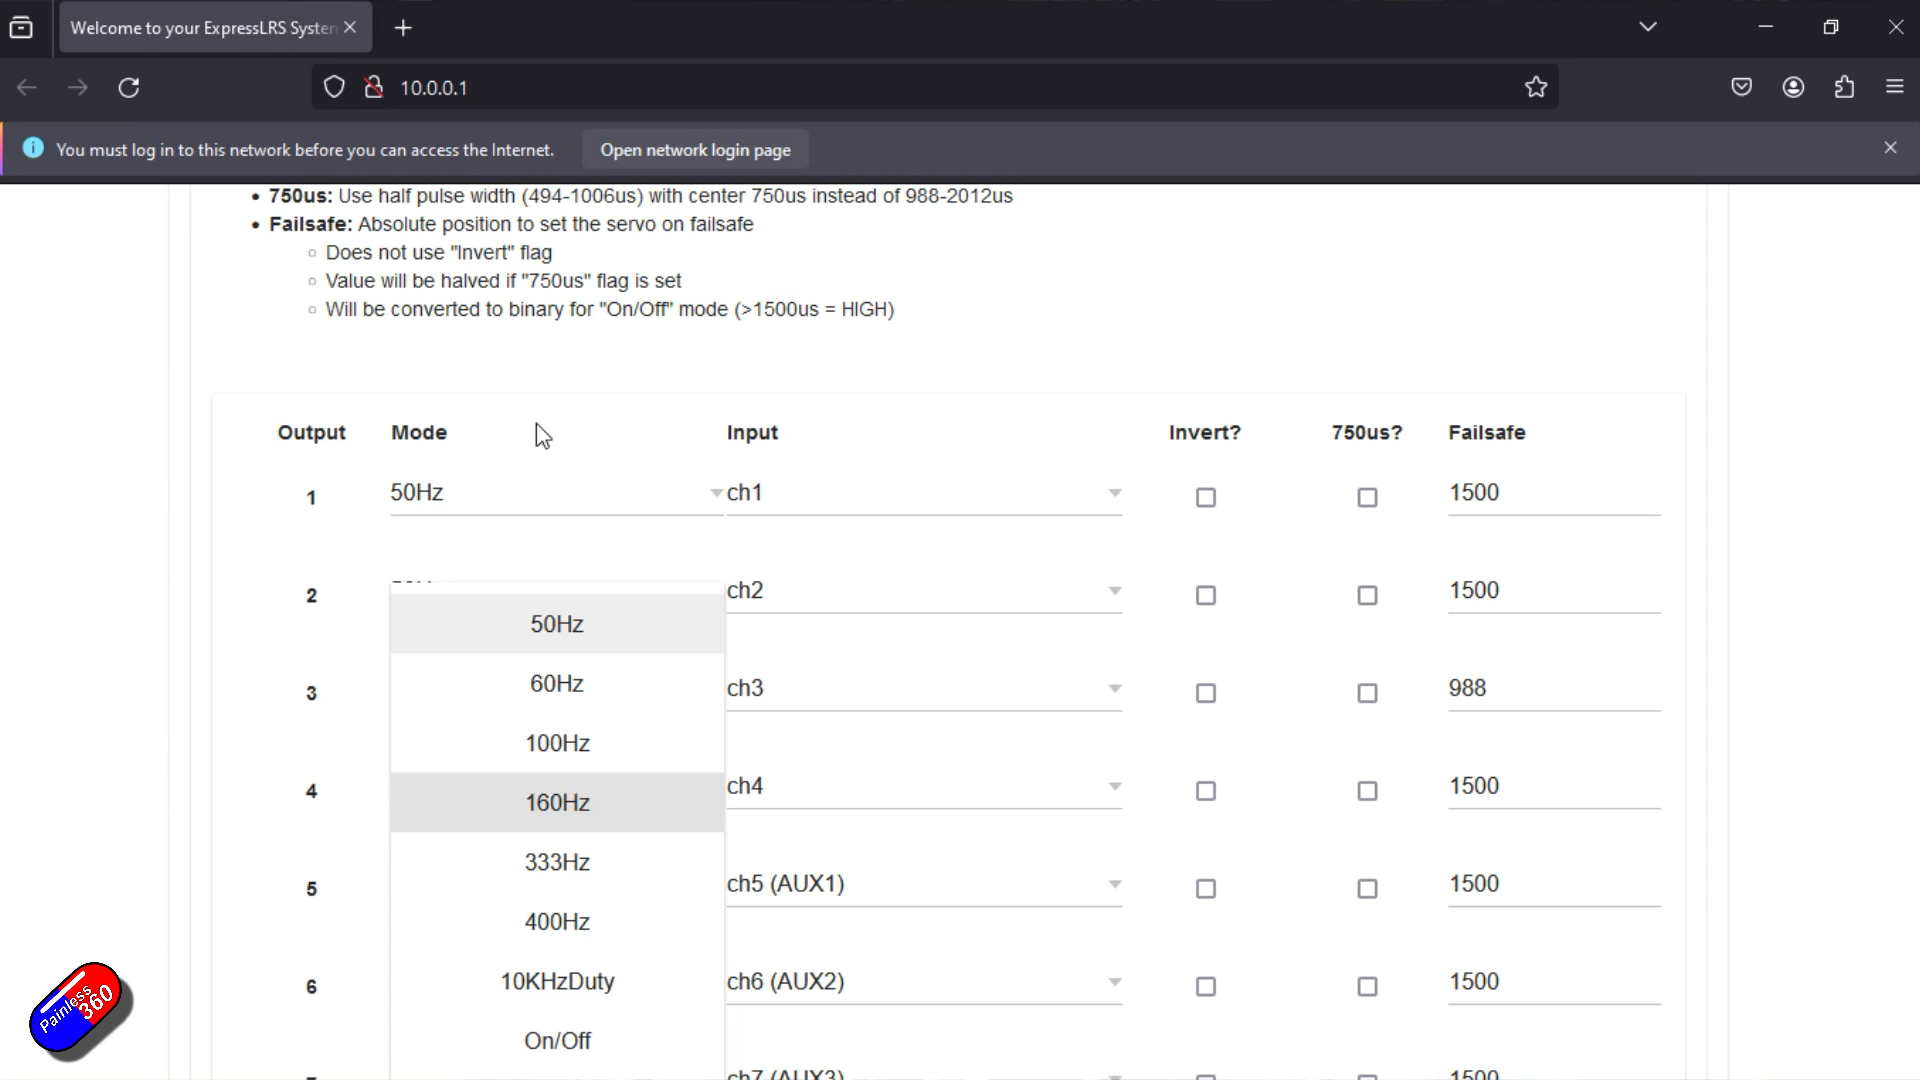 Welcome to your ExpressLRS System
10.0.0.1
You must log in to this network before you can access the Internet.
Open network login page
750us: Use half pulse width (494-1006us) with center 750us instead of 988-2012us
Failsafe: Absolute position to set the servo on failsafe
Does not use "Invert" flag
Value will be halved if "750us" flag is set
Will be converted to binary for "On/Off" mode (>1500us = HIGH)
Output Mode Input Invert? 750us? Failsafe
1 50Hz ch1 1500
2 ch2 1500
50Hz
60Hz
3 ch3 988
100Hz
4 160Hz ch4 1500
333Hz
5 ch5 (AUX1) 1500
400Hz
6 10KHzDuty ch6 (AUX2) 1500
On/Off
ch7 (AUX3) 1500
Painless
360